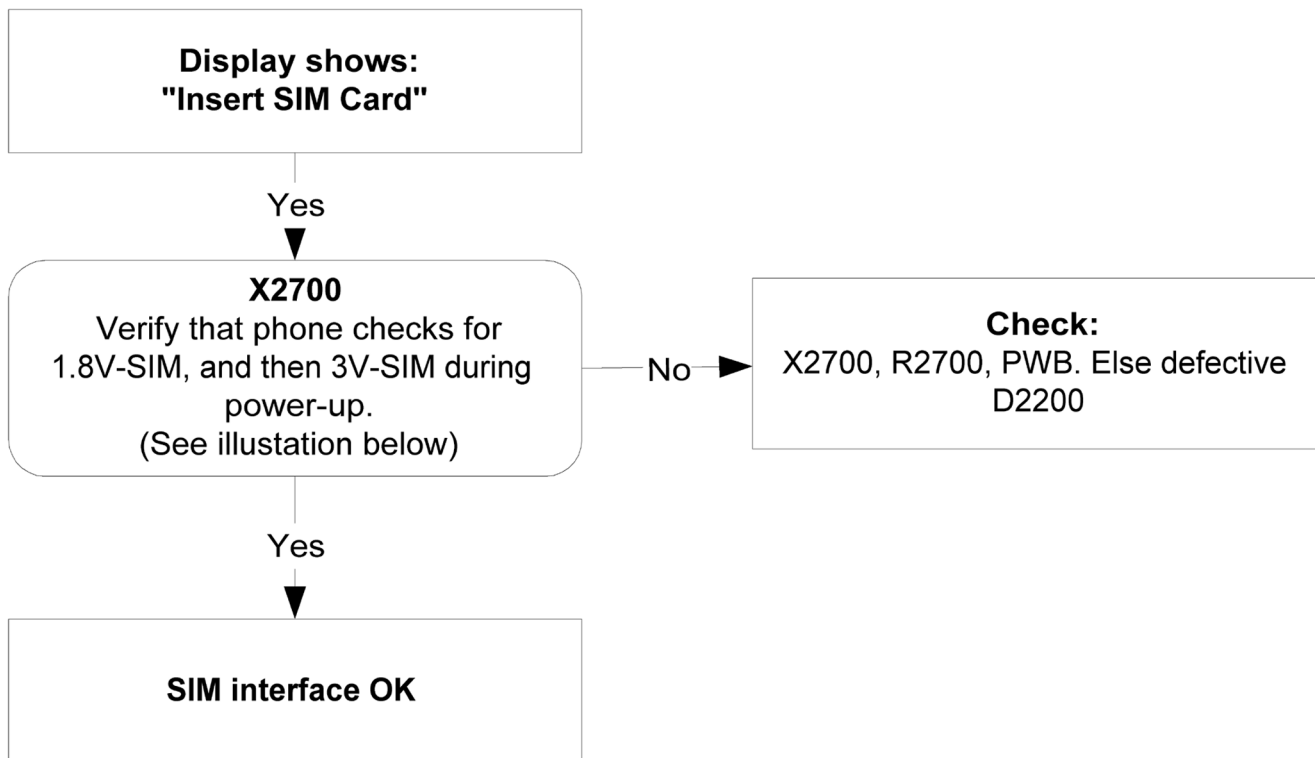 Display shows:
"Insert SIM Card"
Yes
X2700
Verify that phone checks for
1.8V-SIM, and then 3V-SIM during
power-up.
(See illustation below)
No
Check:
X2700, R2700, PWB. Else defective
D2200
Yes
SIM interface OK